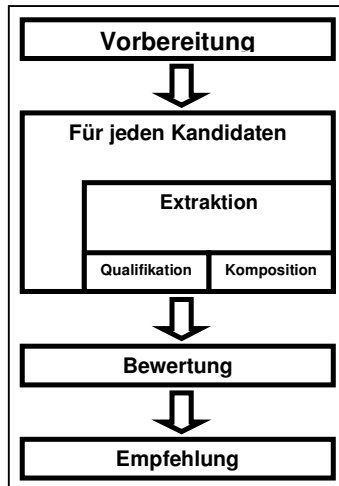 Vorbereitung
Für jeden Kandidaten
Extraktion
Qualifikation Komposition
Bewertung
Empfehlung